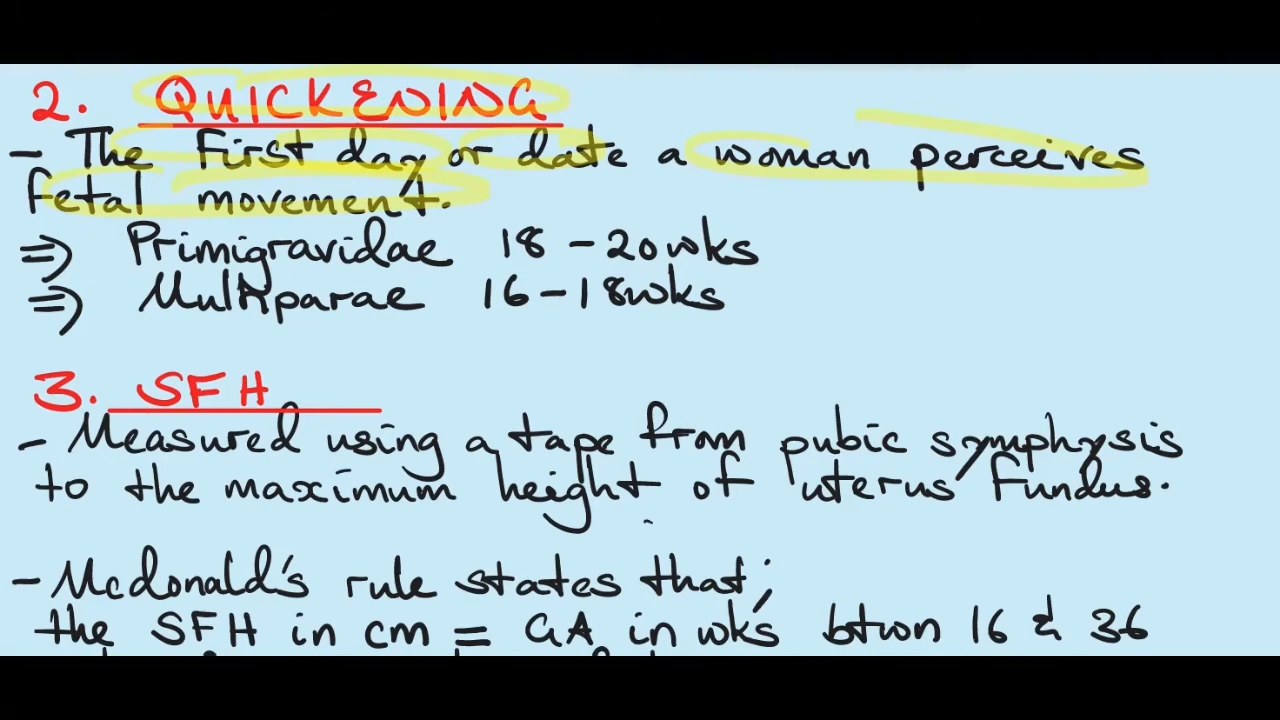 2. QUICKENING
- The First day or date a woman perceives
fetal movement.
=> Primigravidae 18 - 20wks
=> Multiparae 16 - 18wks
3. SFH
- Measured using a tape from pubic symphysis
to the maximum height of uterus fundus.
- Mcdonald's rule states that;
the SFH in cm = GA in wks btwn 16 & 36